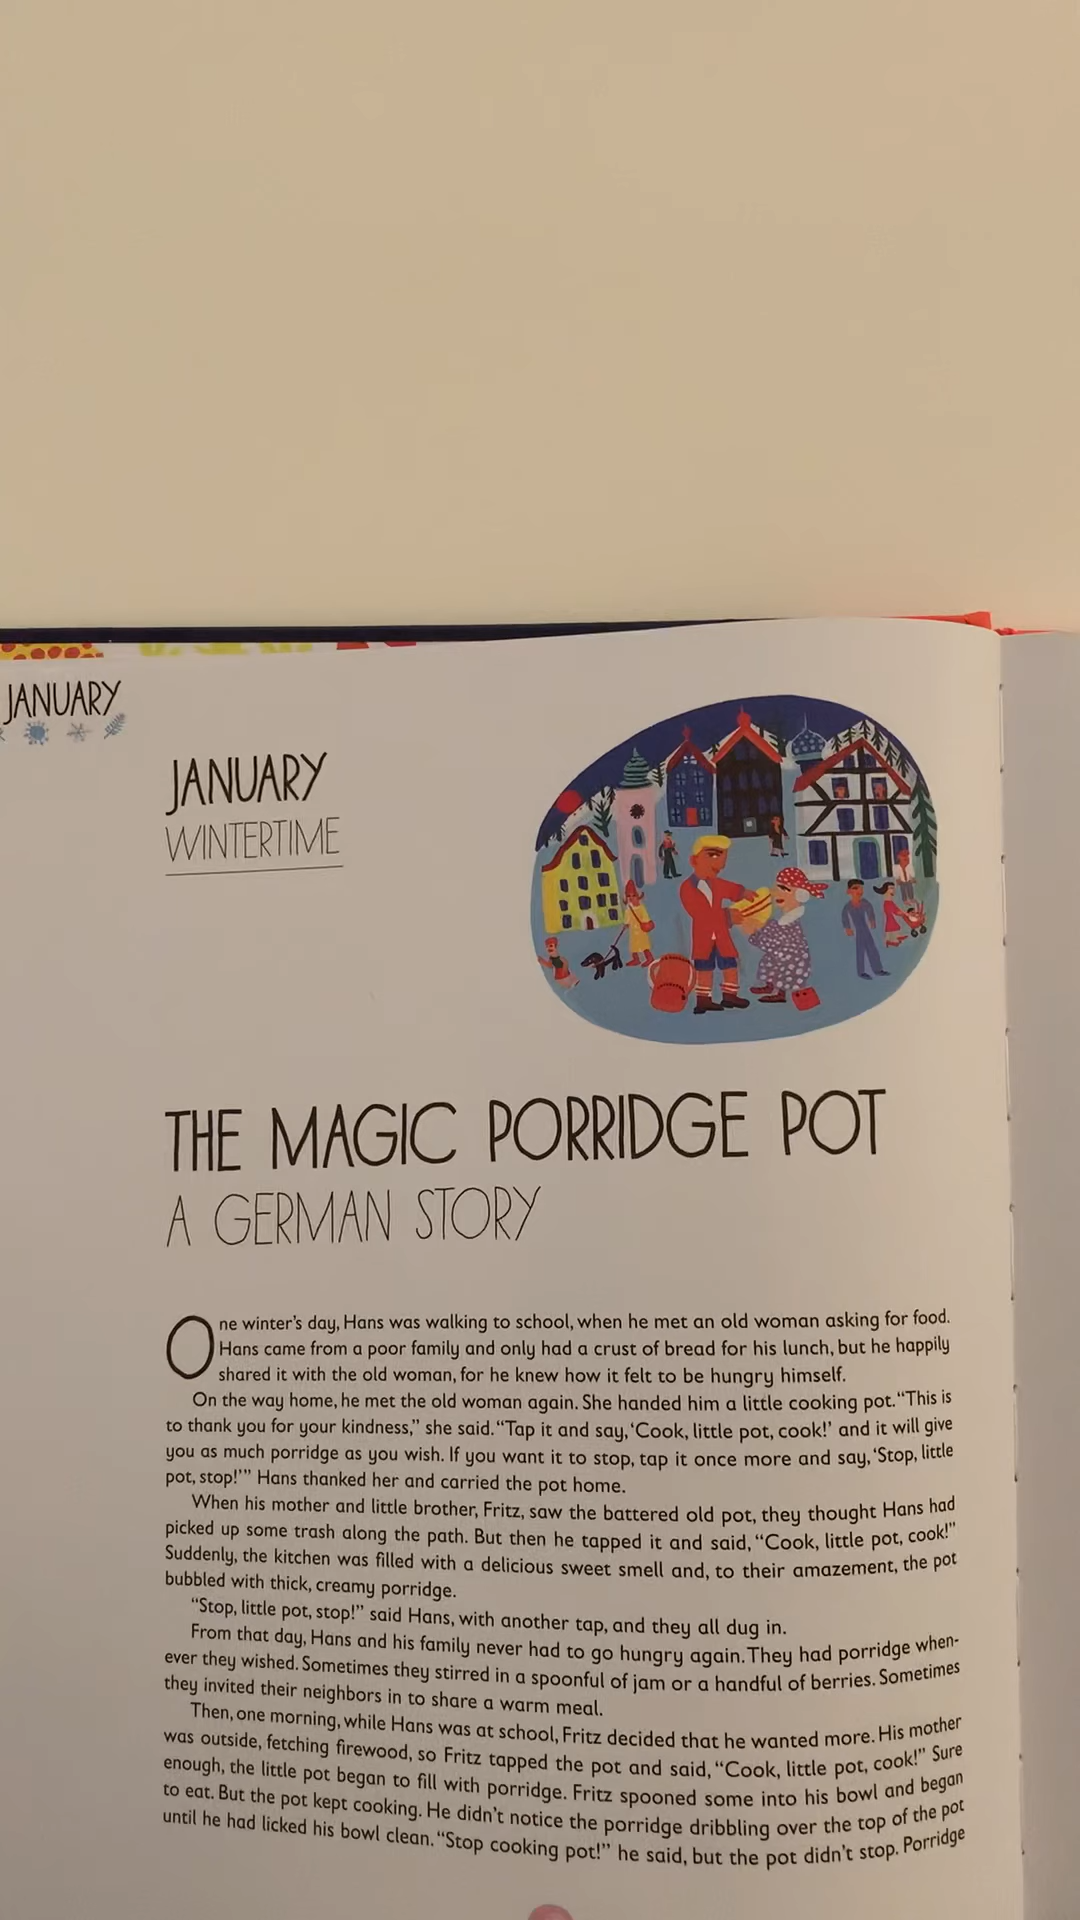 JANUARY
JANUARY
WINTERTIME
THE MAGIC PORRIDGE POT
A GERMAN STORY
One winter's day, Hans was walking to school, when he met an old woman asking for food.
Hans came from a poor family and only had a crust of bread for his lunch, but he happily
shared it with the old woman, for he knew how it felt to be hungry himself.
On the way home, he met the old woman again. She handed him a little cooking pot. “This is
to thank you for your kindness,” she said. “Tap it and say, ‘Cook, little pot, cook!’ and it will give
you as much porridge as you wish. If you want it to stop, tap it once more and say, ‘Stop, little
pot, stop!’” Hans thanked her and carried the pot home.
When his mother and little brother, Fritz, saw the battered old pot, they thought Hans had
picked up some trash along the path. But then he tapped it and said, “Cook, little pot, cook!”
Suddenly, the kitchen was filled with a delicious sweet smell and, to their amazement, the pot
bubbled with thick, creamy porridge.
“Stop, little pot, stop!” said Hans, with another tap, and they all dug in.
From that day, Hans and his family never had to go hungry again. They had porridge when-
ever they wished. Sometimes they stirred in a spoonful of jam or a handful of berries. Sometimes
they invited their neighbors in to share a warm meal.
Then, one morning, while Hans was at school, Fritz decided that he wanted more. His mother
was outside, fetching firewood, so Fritz tapped the pot and said, “Cook, little pot, cook!” Sure
enough, the little pot began to fill with porridge. Fritz spooned some into his bowl and began
to eat. But the pot kept cooking. He didn't notice the porridge dribbling over the top of the pot
until he had licked his bowl clean. “Stop cooking pot!” he said, but the pot didn't stop. Porridge